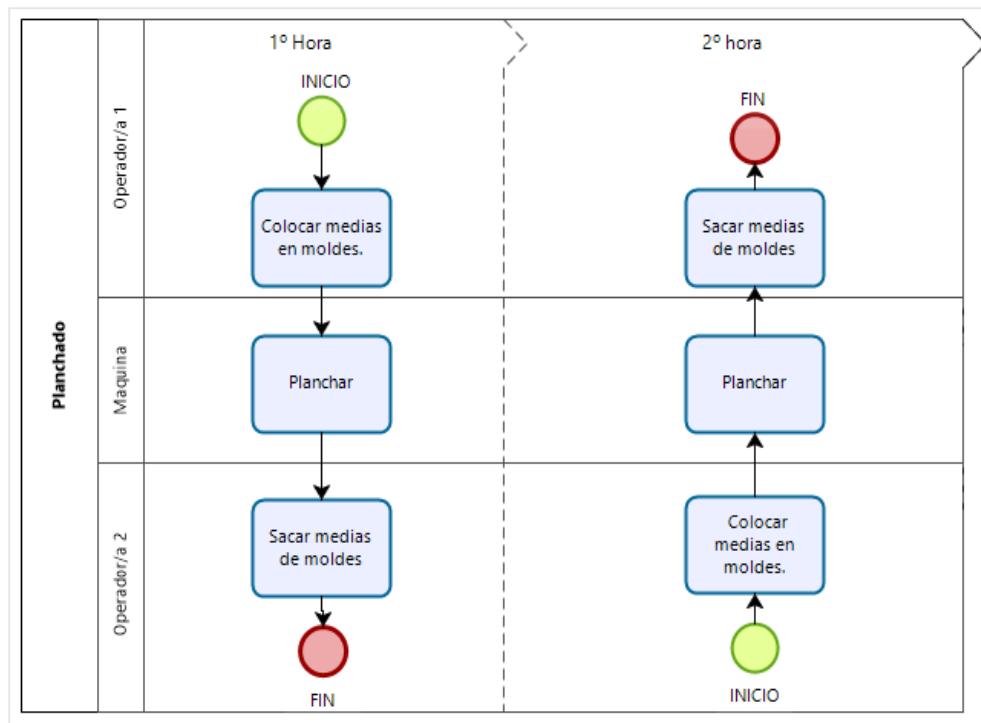 Planchado
1º Hora
2º hora
Operador/a 1
INICIO
Colocar medias
en moldes.
FIN
Sacar medias
de moldes
Maquina
Planchar
Planchar
Operador/a 2
Sacar medias
de moldes
FIN
Colocar
medias en
moldes.
INICIO